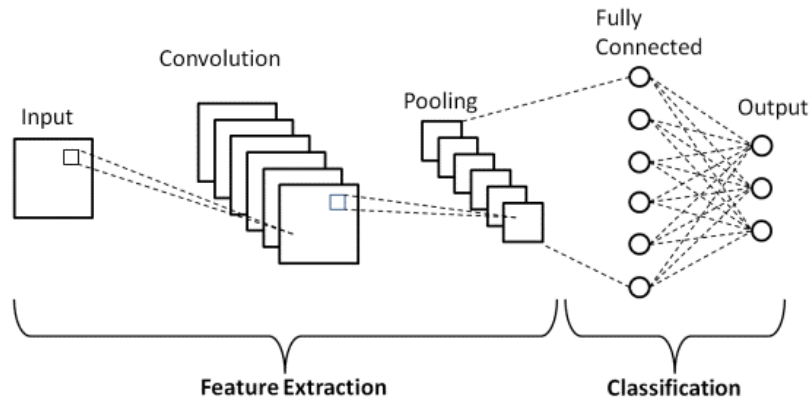 Input
Convolution
Pooling
Fully
Connected
Output
Feature Extraction
Classification